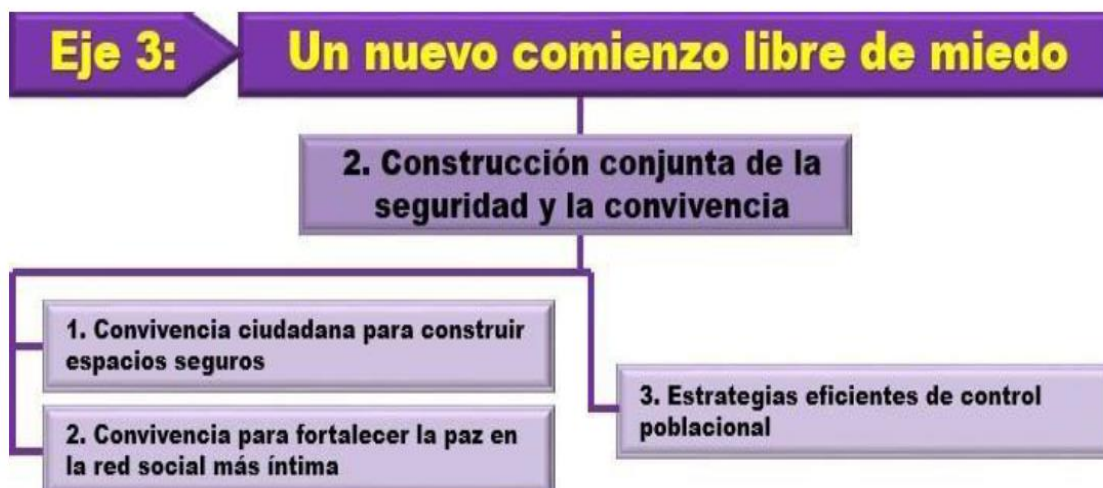 Eje 3:
Un nuevo comienzo libre de miedo
2. Construcción conjunta de la
seguridad y la convivencia
1. Convivencia ciudadana para construir
espacios seguros
2. Convivencia para fortalecer la paz en
la red social más íntima
3. Estrategias eficientes de control
poblacional